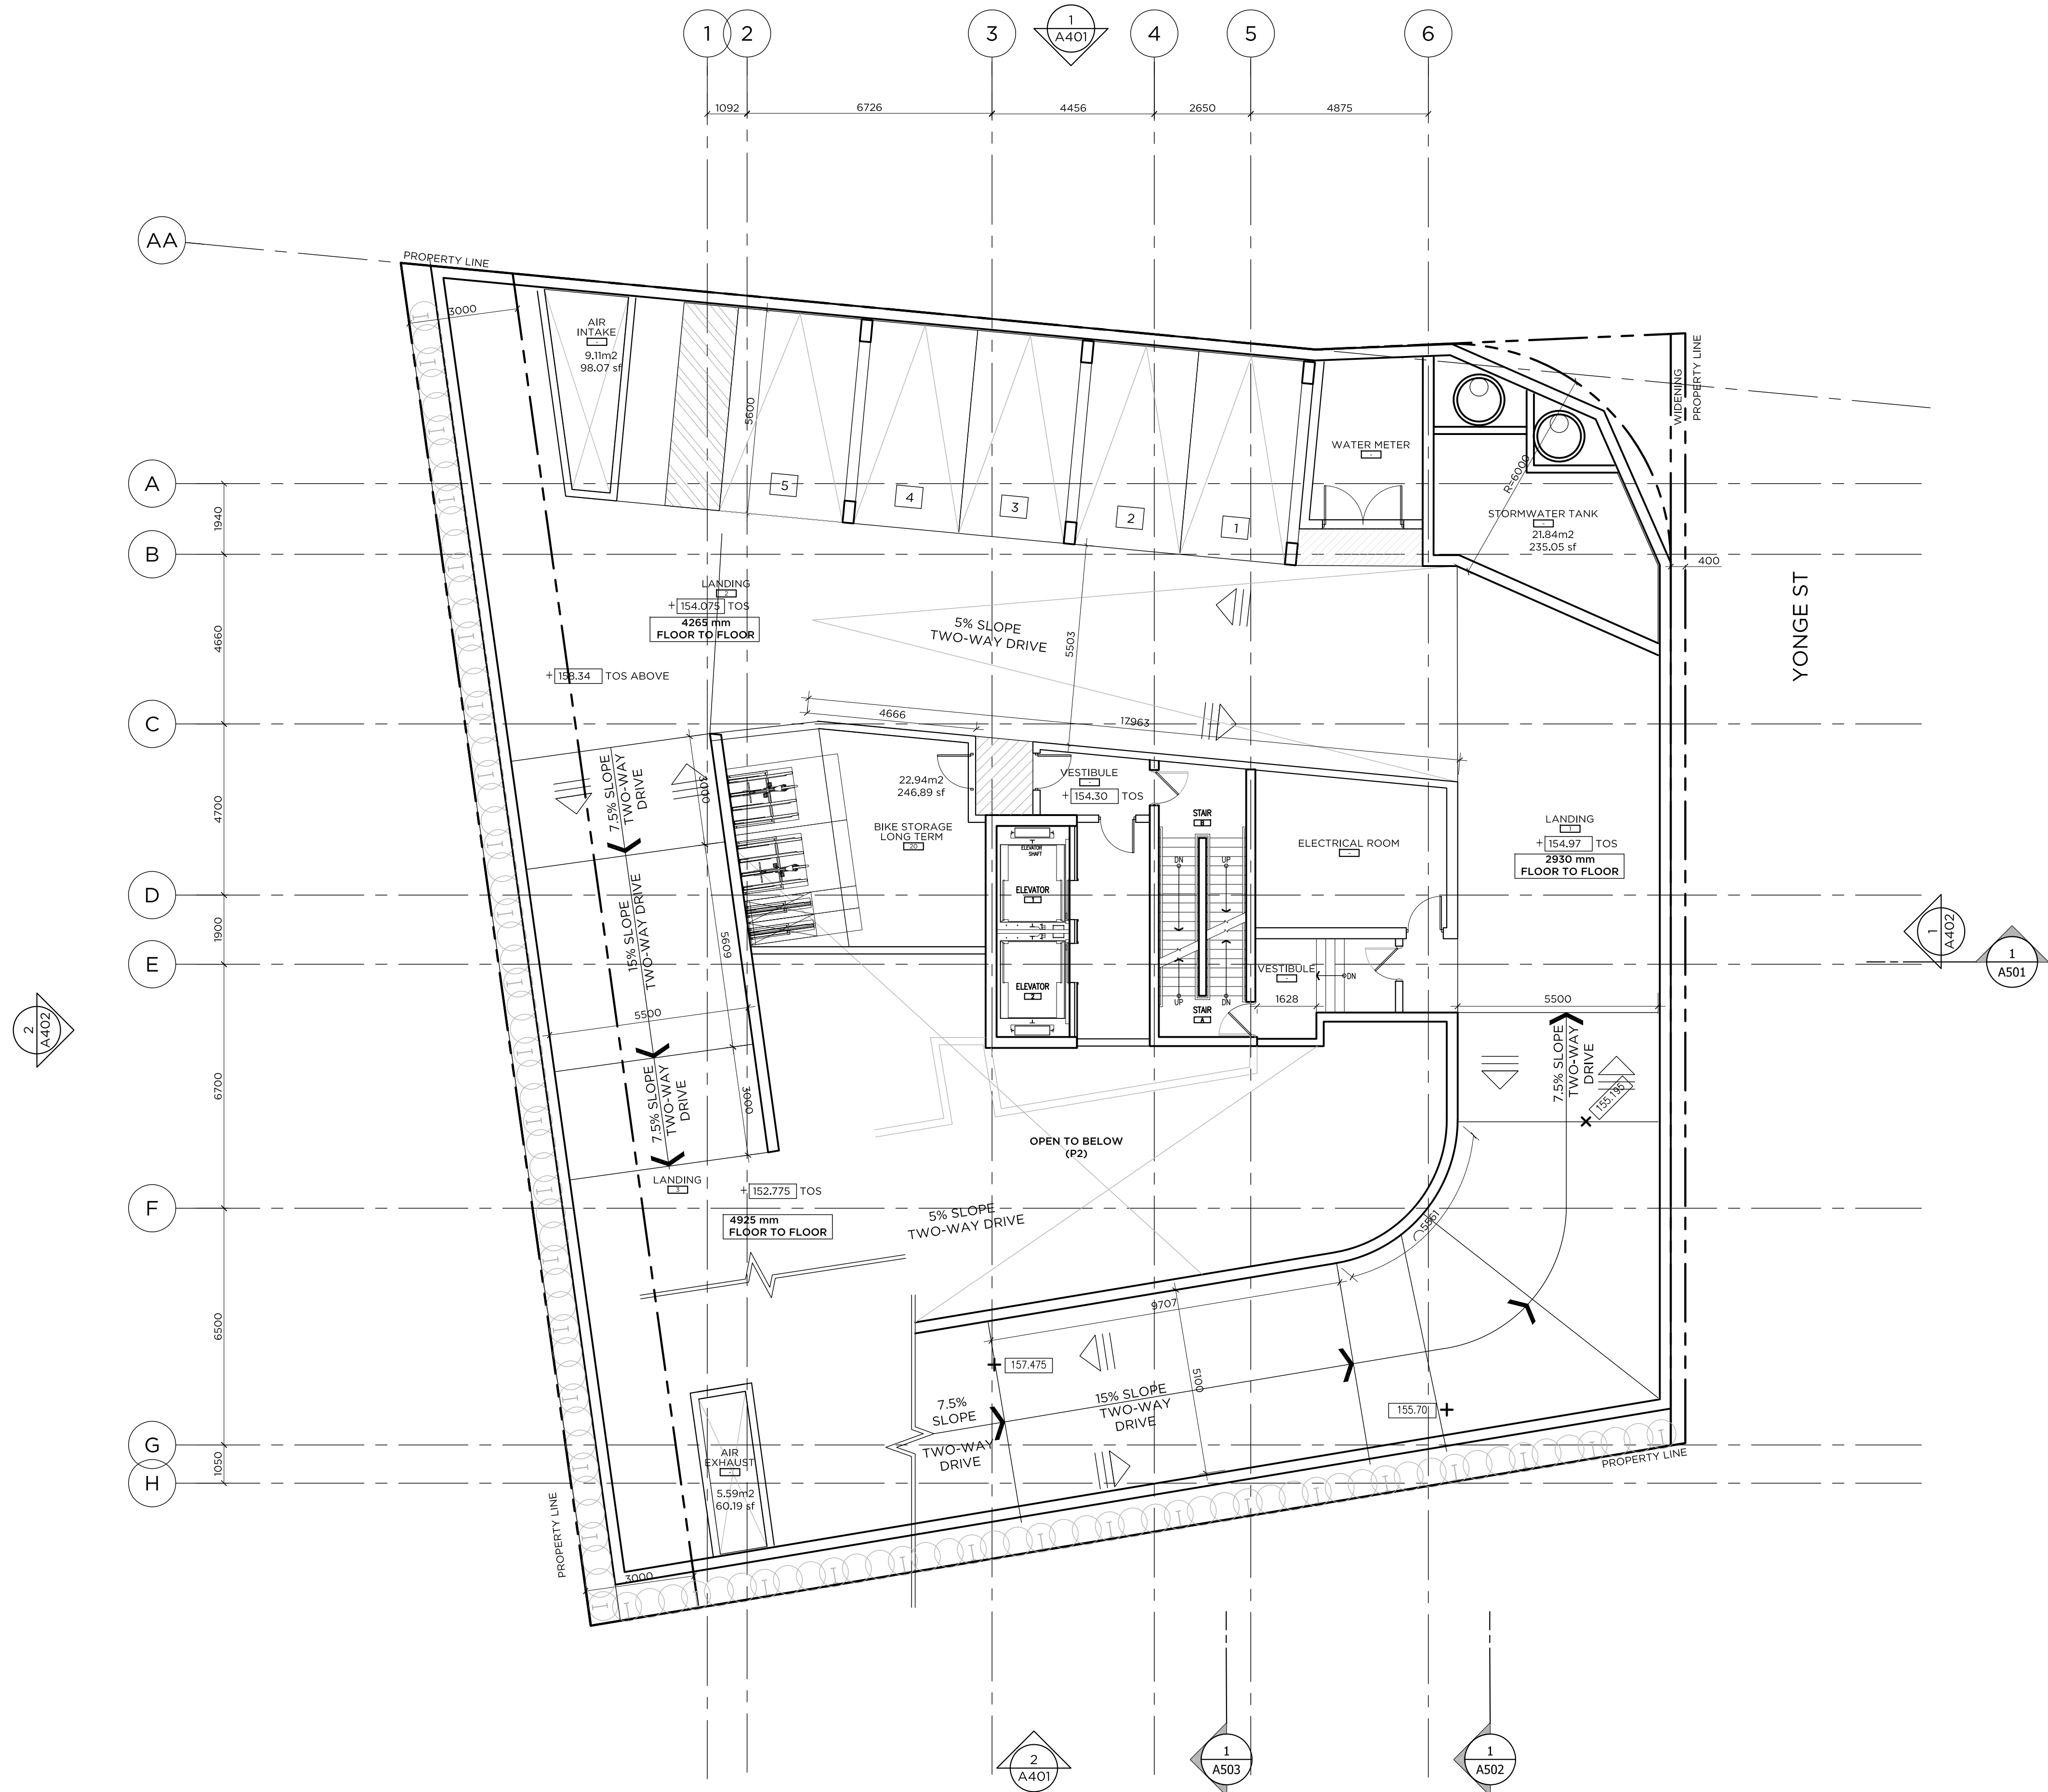 1
2
3
1
A401
4
5
6
1092
6726
4456
2650
4875
AA
PROPERTY LINE
3000
AIR
INTAKE
-
9.11m2
98.07 sf
5600
WIDENING
PROPERTY LINE
WATER METER
-
R=6000
A
5
4
3
2
1
STORMWATER TANK
-
21.84m2
235.05 sf
1940
B
400
YONGE ST
LANDING
2
+ 154.075 TOS
4265 mm
FLOOR TO FLOOR
5% SLOPE
TWO-WAY DRIVE
5503
4660
+ 158.34 TOS ABOVE
C
4666
17963
7.5% SLOPE
TWO-WAY
DRIVE
3000
22.94m2
246.89 sf
VESTIBULE
-
+ 154.30 TOS
4700
BIKE STORAGE
LONG TERM
20
STAIR
B
ELECTRICAL ROOM
-
LANDING
1
+ 154.97 TOS
2930 mm
FLOOR TO FLOOR
ELEVATOR
SHAFT
DN
UP
D
ELEVATOR
1
15% SLOPE
TWO-WAY DRIVE
5609
1900
E
1
A402
1
A501
VESTIBULE
-
DN
ELEVATOR
2
UP
DN
1628
5500
STAIR
A
5500
2
A402
7.5% SLOPE
TWO-WAY
DRIVE
155.195
7.5% SLOPE
TWO-WAY
DRIVE
3000
6700
OPEN TO BELOW
(P2)
LANDING
3
+ 152.775 TOS
4925 mm
FLOOR TO FLOOR
F
5% SLOPE
TWO-WAY DRIVE
5561
9707
6500
157.475
5100
7.5%
SLOPE
TWO-WAY
DRIVE
15% SLOPE
TWO-WAY
DRIVE
155.70
G
1050
H
AIR
EXHAUST
-
5.59m2
60.19 sf
PROPERTY LINE
PROPERTY LINE
3000
2
A401
1
A503
1
A502